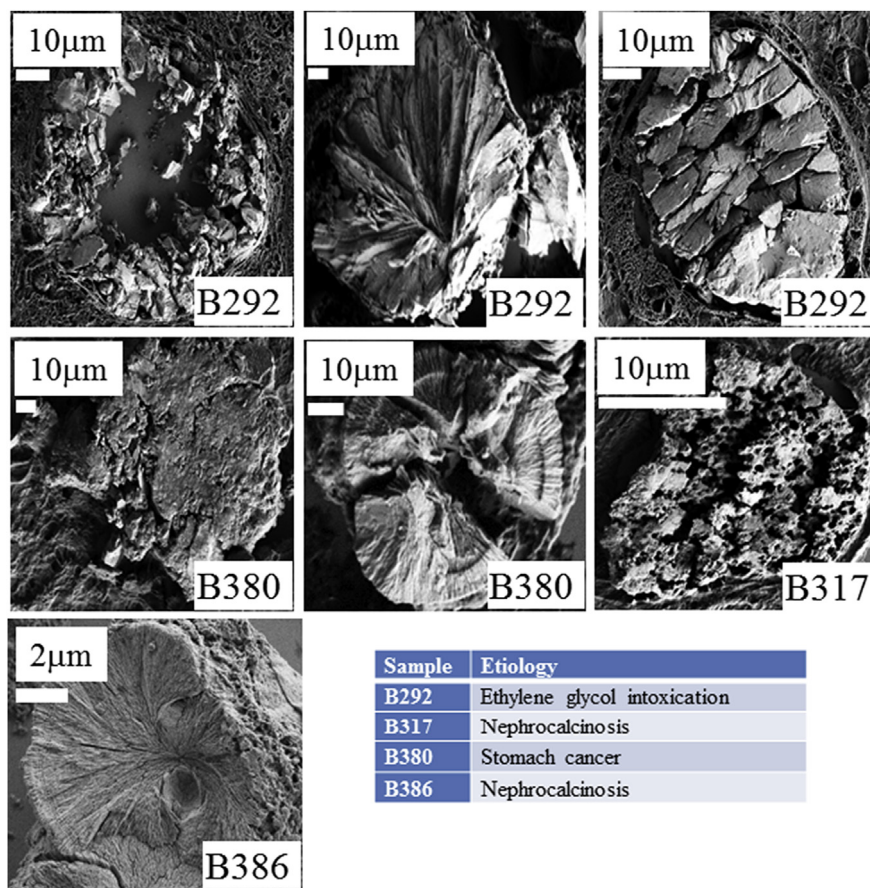 10μm
10μm
10μm
B292
B292
B292
10μm
10μm
10μm
B380
B380
B317
2μm
B386
Sample Etiology
B292 Ethylene glycol intoxication
B317 Nephrocalcinosis
B380 Stomach cancer
B386 Nephrocalcinosis